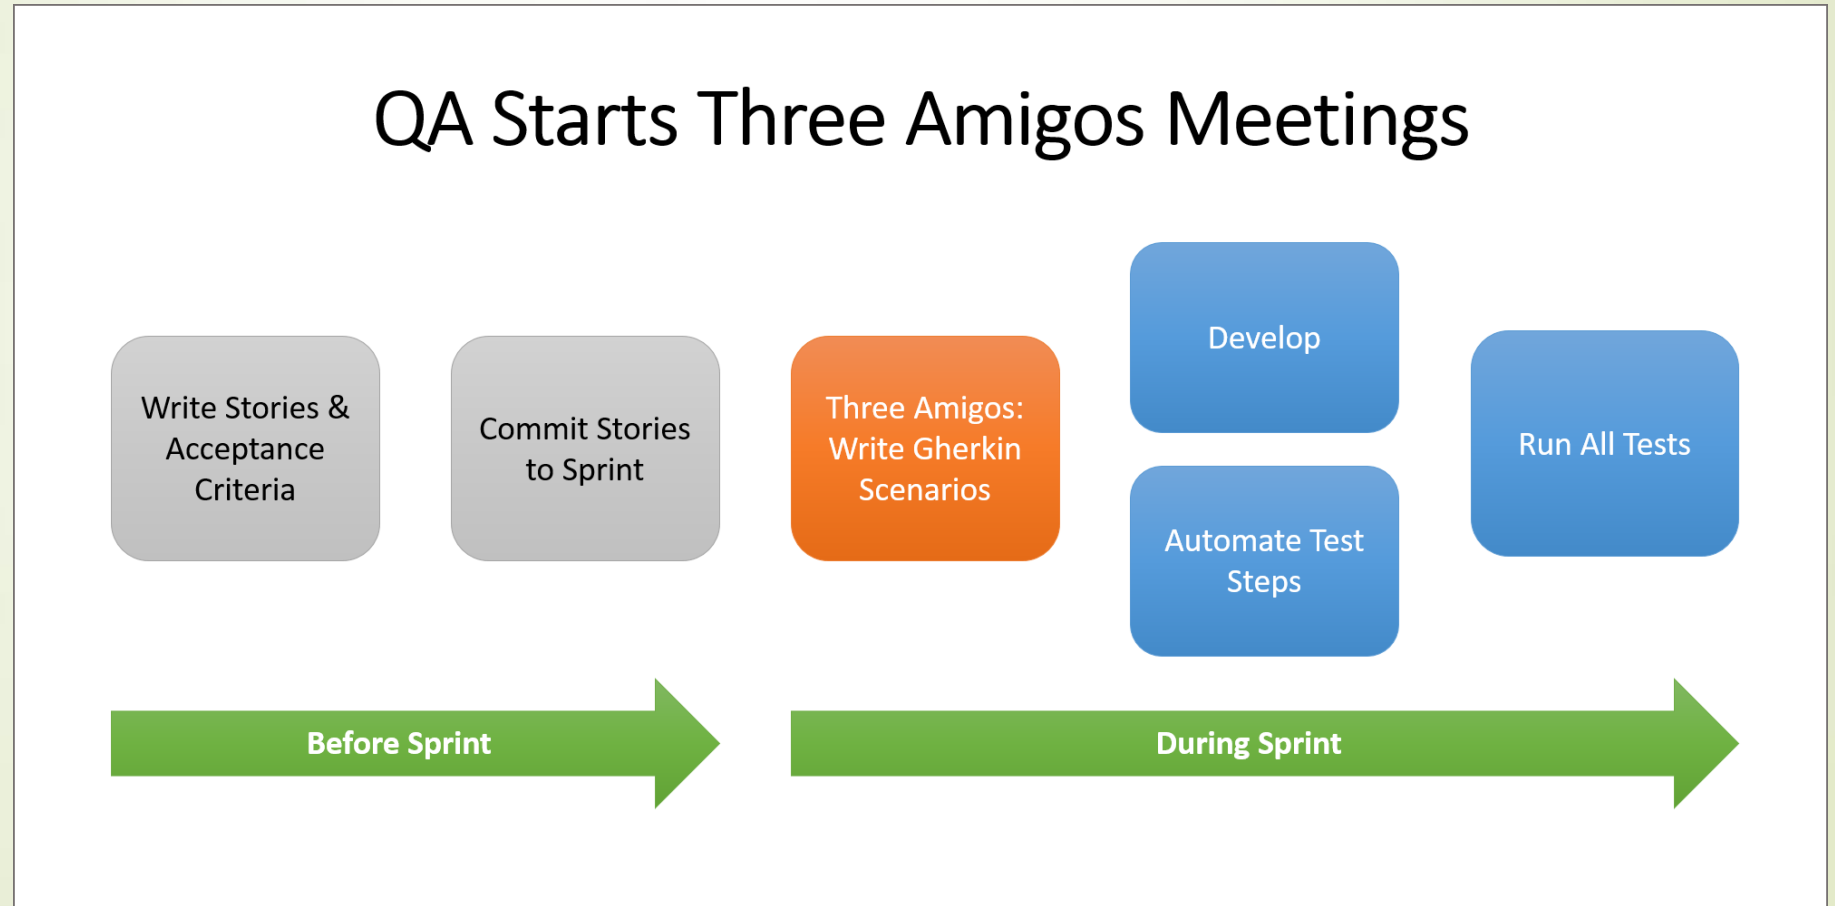 QA Starts Three Amigos Meetings
Write Stories &
Acceptance
Criteria
Commit Stories
to Sprint
Three Amigos:
Write Gherkin
Scenarios
Develop
Automate Test
Steps
Run All Tests
Before Sprint
During Sprint